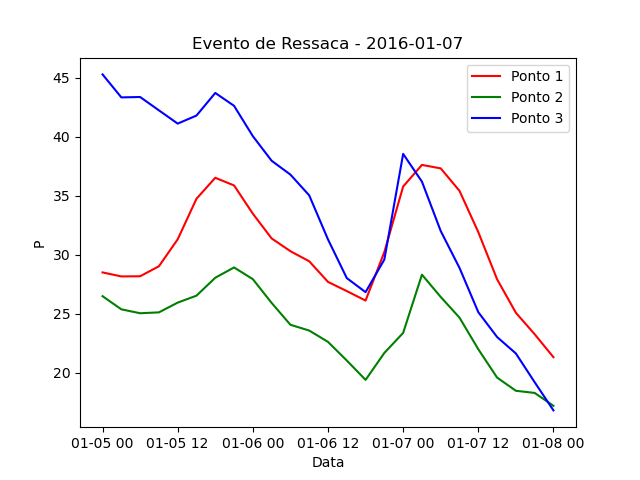 Evento de Ressaca - 2016-01-07
Ponto 1
Ponto 2
Ponto 3
45
40
35
30
25
20
P
01-05 00 01-05 12 01-06 00 01-06 12 01-07 00 01-07 12 01-08 00
Data